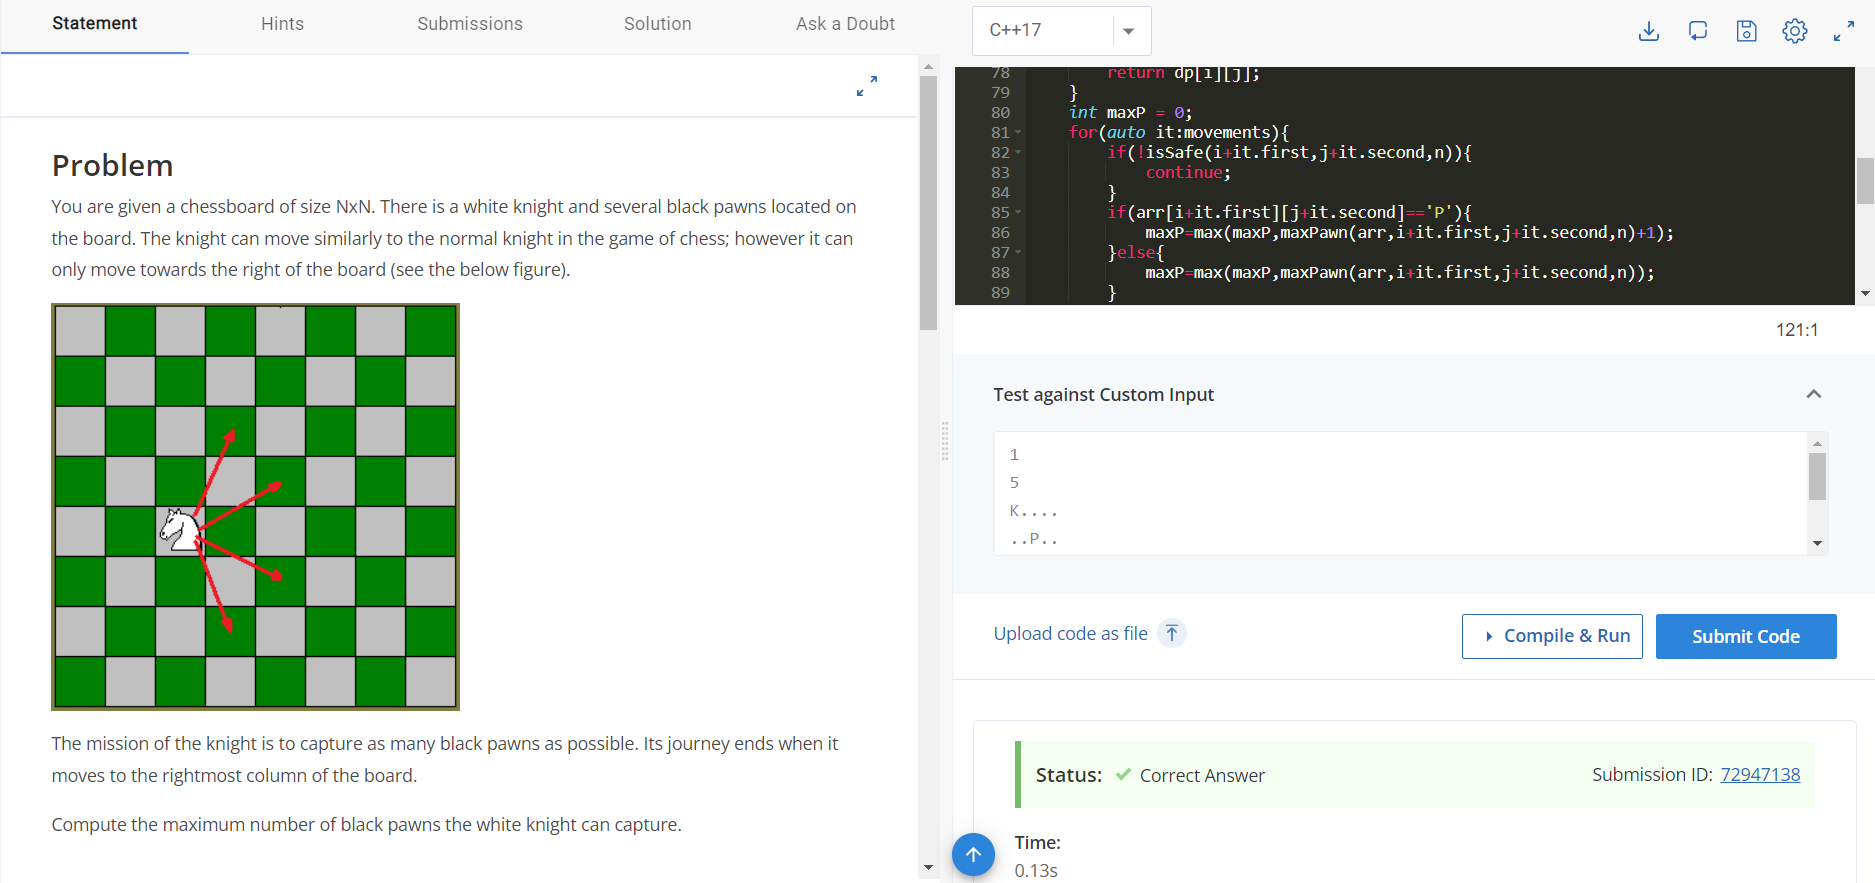 Statement
Hints
Submissions
Solution
Ask a Doubt
Problem
You are given a chessboard of size NxN. There is a white knight and several black pawns located on
the board. The knight can move similarly to the normal knight in the game of chess; however it can
only move towards the right of the board (see the below figure).
The mission of the knight is to capture as many black pawns as possible. Its journey ends when it
moves to the rightmost column of the board.
Compute the maximum number of black pawns the white knight can capture.
C++17
78 return dp[i][j];
79 }
80 int maxP = 0;
81 for(auto it:movements){
82 if(!isSafe(i+it.first,j+it.second,n)){
83 continue;
84 }
85 if(arr[i+it.first][j+it.second]=='P'){
86 maxP=max(maxP,maxPawn(arr,i+it.first,j+it.second,n)+1);
87 }else{
88 maxP=max(maxP,maxPawn(arr,i+it.first,j+it.second,n));
89 }
121:1
Test against Custom Input
1
5
K....
..P..
Upload code as file
Compile & Run
Submit Code
Status: Correct Answer
Submission ID: 72947138
Time:
0.13s